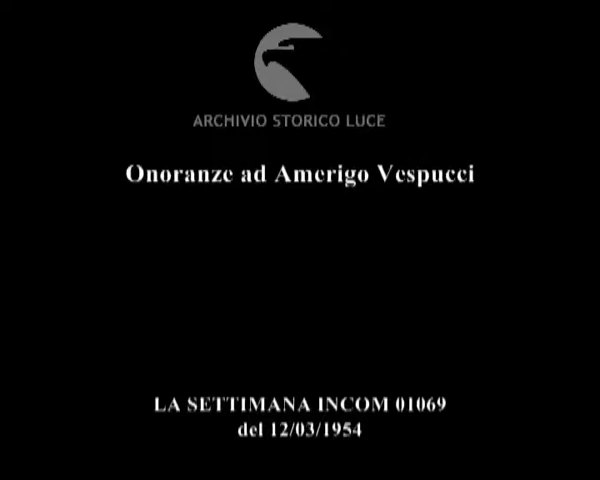 ARCHIVIO STORICO LUCE
Onoranze ad Amerigo Vespucci
LA SETTIMANA INCOM 01069
del 12/03/1954